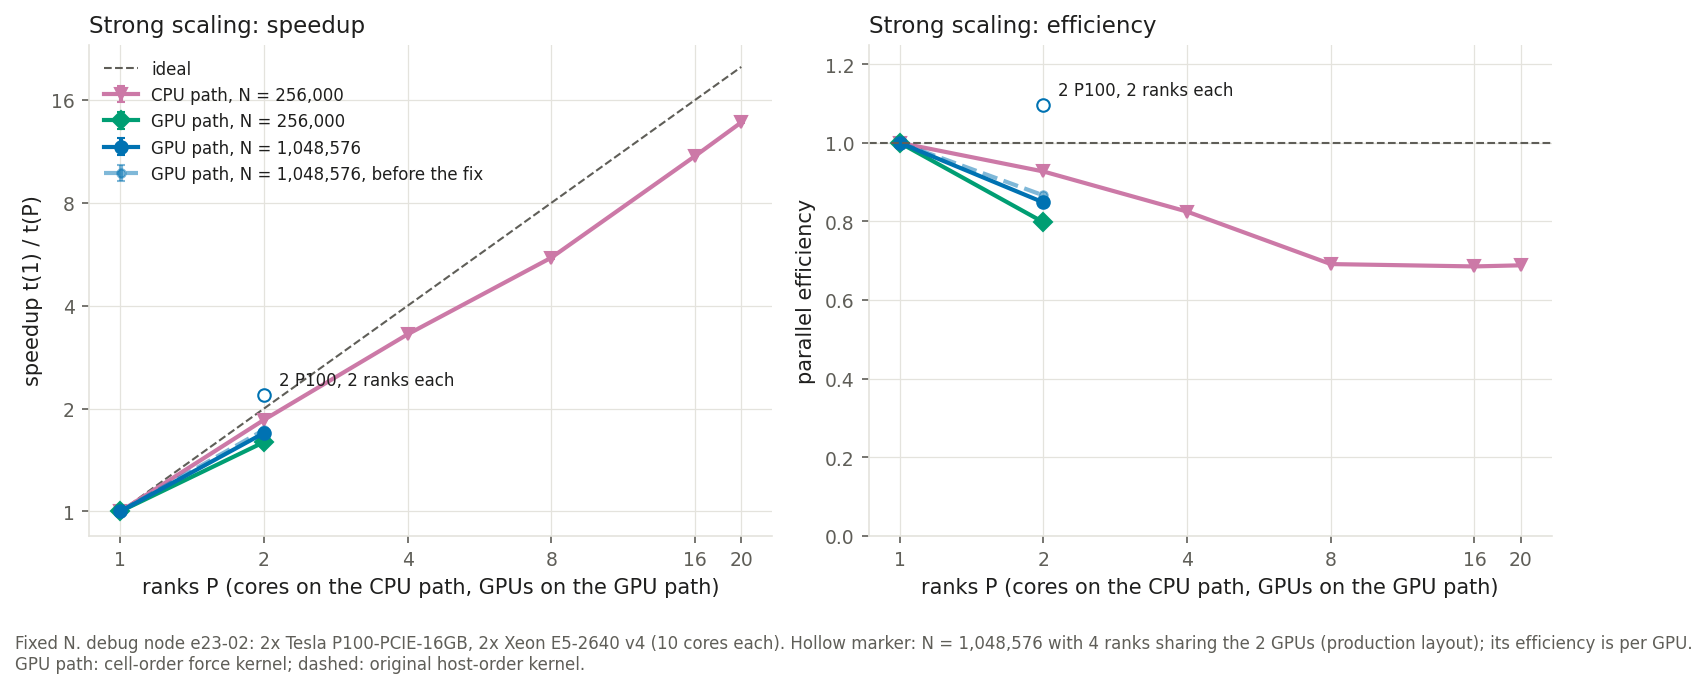 Strong scaling: speedup
ideal
CPU path, N = 256,000
GPU path, N = 256,000
GPU path, N = 1,048,576
GPU path, N = 1,048,576, before the fix
2 P100, 2 ranks each
16
8
4
2
1
speedup t(1) / t(P)
1 2 4 8 16 20
ranks P (cores on the CPU path, GPUs on the GPU path)
Strong scaling: efficiency
2 P100, 2 ranks each
1.2
1.0
0.8
0.6
0.4
0.2
0.0
parallel efficiency
1 2 4 8 16 20
ranks P (cores on the CPU path, GPUs on the GPU path)
Fixed N. debug node e23-02: 2x Tesla P100-PCIE-16GB, 2x Xeon E5-2640 v4 (10 cores each). Hollow marker: N = 1,048,576 with 4 ranks sharing the 2 GPUs (production layout); its efficiency is per GPU.
GPU path: cell-order force kernel; dashed: original host-order kernel.